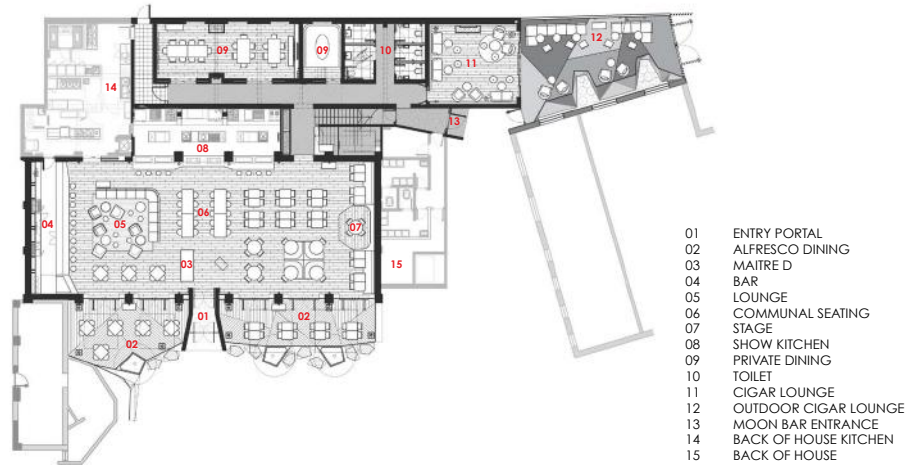 09
09
10
11
12
14
13
08
04
05
06
07
03
15
01
02
02
01 ENTRY PORTAL
02 ALFRESCO DINING
03 MAITRE D
04 BAR
05 LOUNGE
06 COMMUNAL SEATING
07 STAGE
08 SHOW KITCHEN
09 PRIVATE DINING
10 TOILET
11 CIGAR LOUNGE
12 OUTDOOR CIGAR LOUNGE
13 MOON BAR ENTRANCE
14 BACK OF HOUSE KITCHEN
15 BACK OF HOUSE